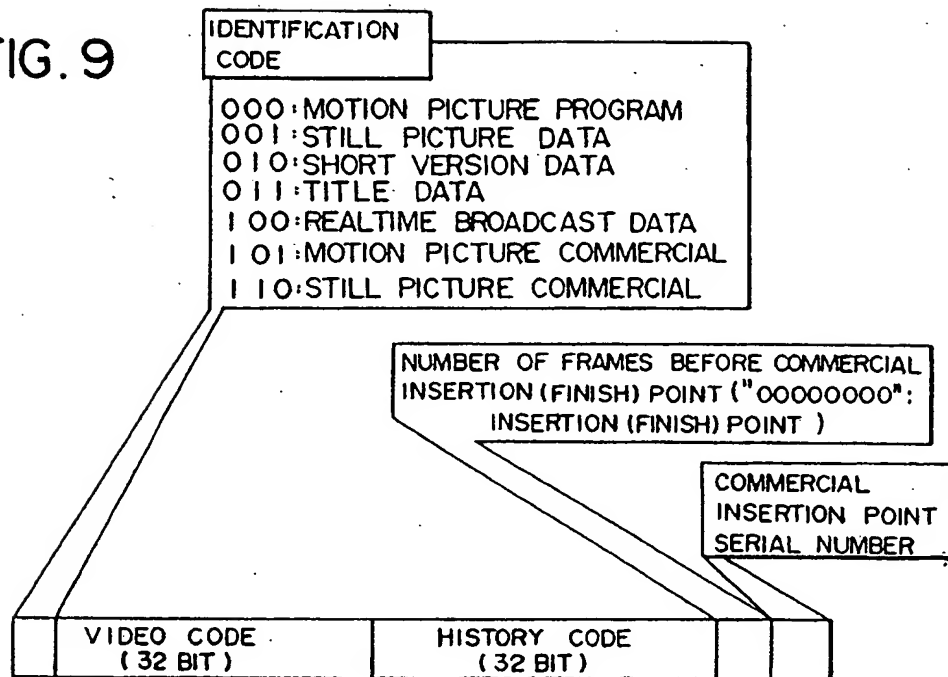 FIG. 9
IDENTIFICATION
CODE
000:MOTION PICTURE PROGRAM
001:STILL PICTURE DATA
010:SHORT VERSION DATA
011:TITLE DATA
100:REALTIME BROADCAST DATA
101:MOTION PICTURE COMMERCIAL
110:STILL PICTURE COMMERCIAL
NUMBER OF FRAMES BEFORE COMMERCIAL
INSERTION (FINISH) POINT ("00000000":
INSERTION (FINISH) POINT )
COMMERCIAL
INSERTION POINT
SERIAL NUMBER
VIDEO CODE
(32 BIT)
HISTORY CODE
(32 BIT)